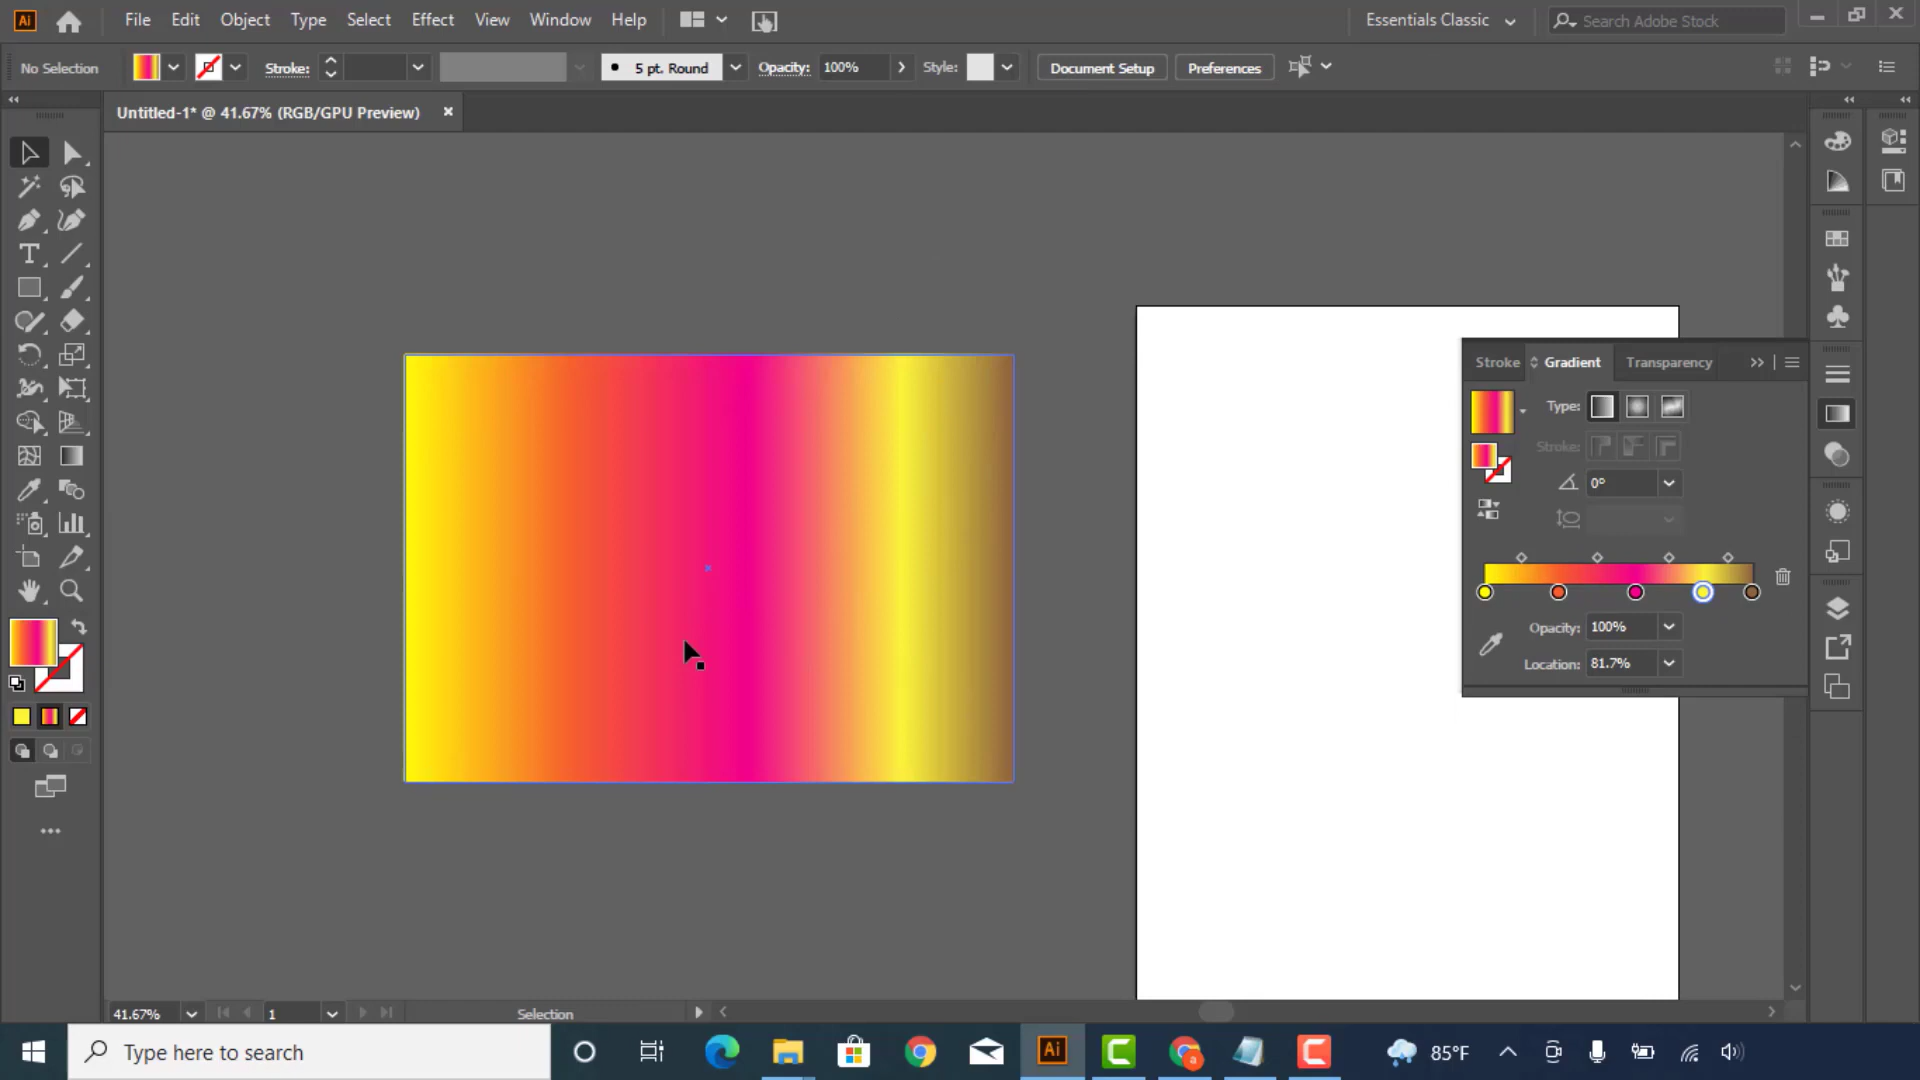 Ai File Edit Object Type Select Effect View Window Help Essentials Classic Search Adobe Stock
No Selection Stroke: 5 pt. Round Opacity: 100% Style: Document Setup Preferences
Untitled-1* @ 41.67% (RGB/GPU Preview)
Stroke Gradient Transparency
Type:
Stroke:
0°
Opacity: 100%
Location: 81.7%
41.67% 1 Selection
Type here to search Ai 85°F